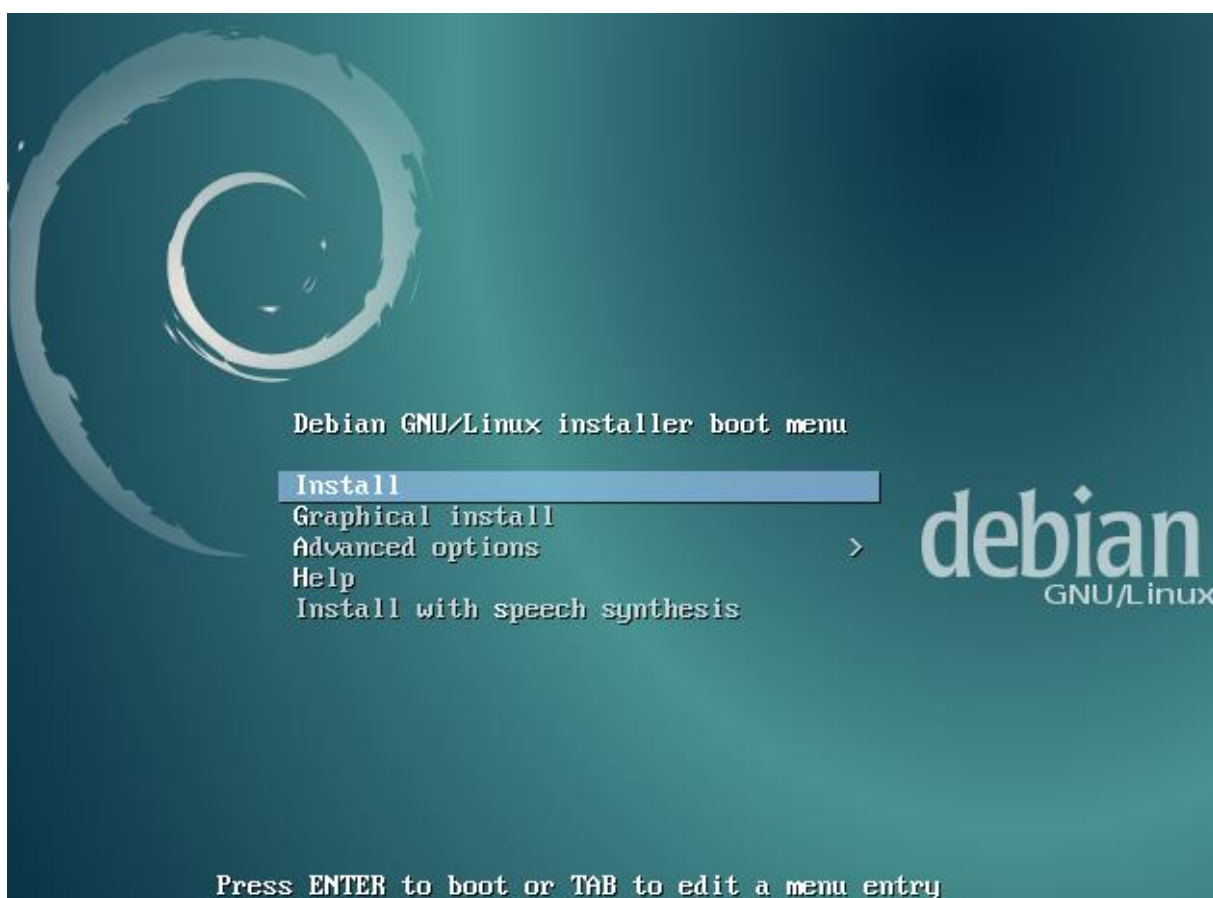 Debian GNU/Linux installer boot menu
Install
Graphical install
Advanced options >
Help
Install with speech synthesis
debian
GNU/Linux
Press ENTER to boot or TAB to edit a menu entry